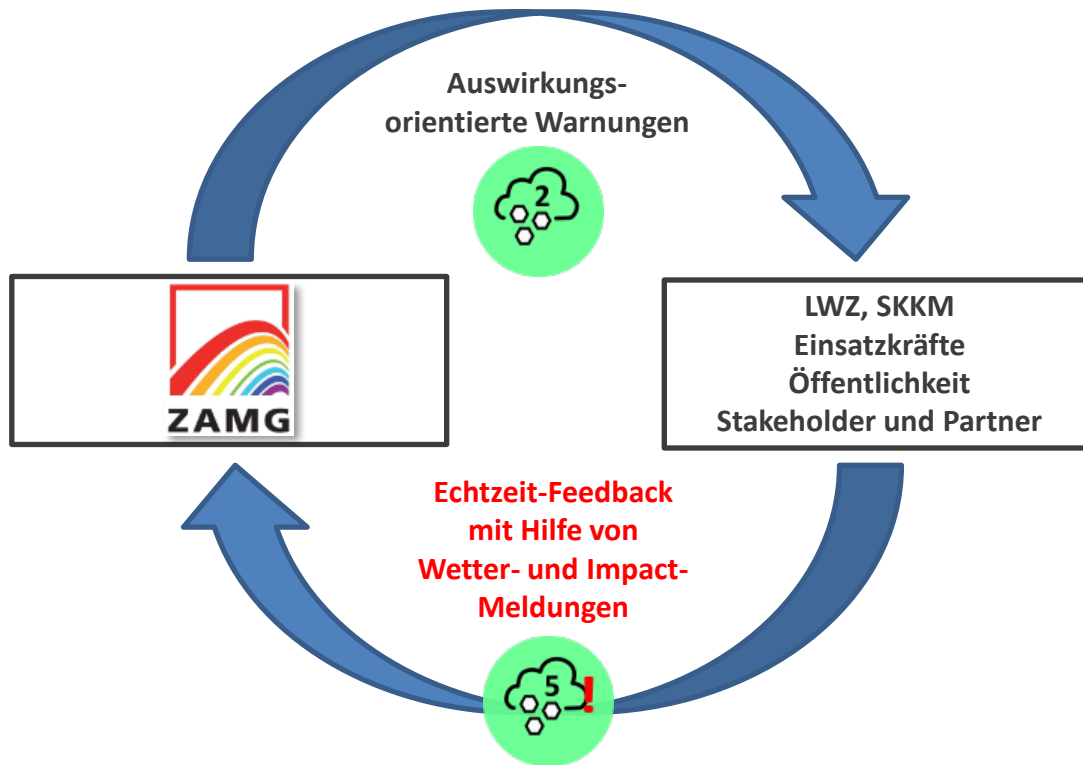 Auswirkungs-
orientierte Warnungen
2
ZAMG
LWZ, SKKM
Einsatzkräfte
Öffentlichkeit
Stakeholder und Partner
Echtzeit-Feedback
mit Hilfe von
Wetter- und Impact-
Meldungen
5!